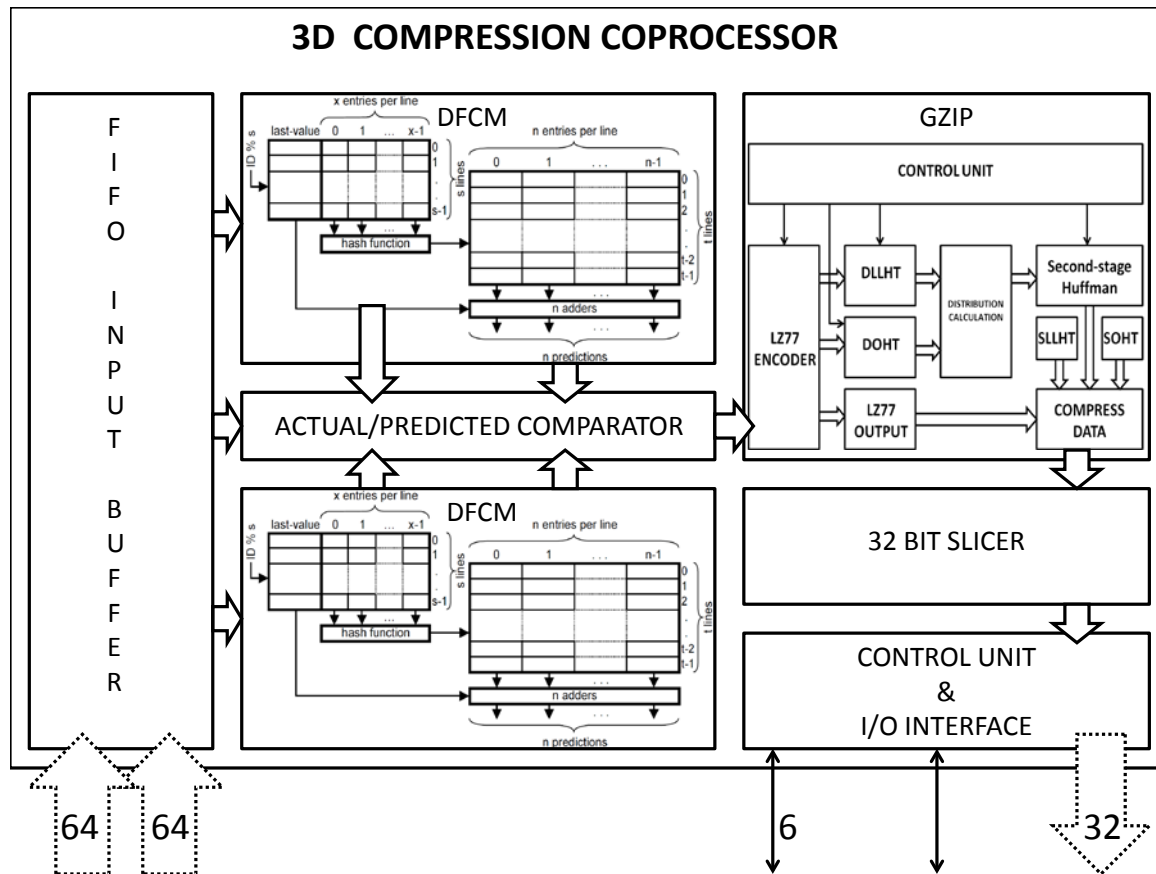 3D COMPRESSION COPROCESSOR
F
I
F
O
I
N
P
U
T
B
U
F
F
E
R
64 64
x entries per line
DFCM
last-value 0 1 ... x-1
n entries per line
ID % s
0
1
.
.
s-1
s lines
0 1 ... n-1
0
1
2
.
.
t-2
t-1
t lines
...
hash function
...
n adders
...
n predictions
ACTUAL/PREDICTED COMPARATOR
x entries per line
DFCM
last-value 0 1 ... x-1
n entries per line
ID % s
0
1
.
.
s-1
s lines
0 1 ... n-1
0
1
2
.
.
t-2
t-1
t lines
...
hash function
...
n adders
...
n predictions
GZIP
CONTROL UNIT
LZ77
ENCODER
DLLHT
DOHT
LZ77
OUTPUT
DISTRIBUTION
CALCULATION
Second-stage
Huffman
SLLHT
SOHT
COMPRESS
DATA
32 BIT SLICER
CONTROL UNIT
&
I/O INTERFACE
6
32